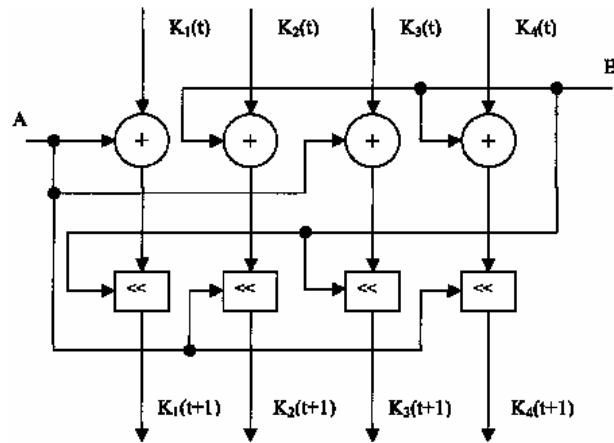 K₁(t) K₂(t) K₃(t) K₄(t)
B
A
+ + + +
<< << << <<
K₁(t+1) K₂(t+1) K₃(t+1) K₄(t+1)